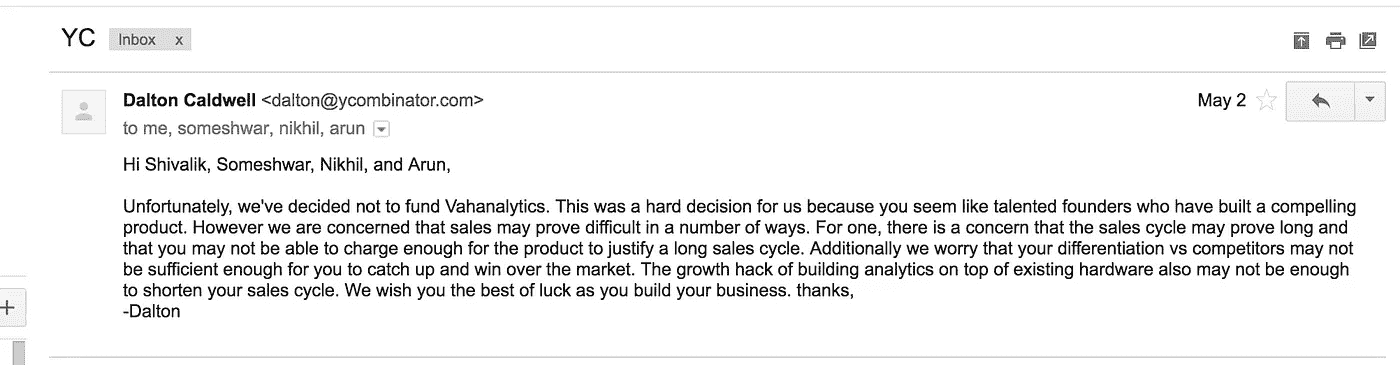 YC Inbox x
Dalton Caldwell <dalton@ycombinator.com> May 2
to me, someshwar, nikhil, arun
Hi Shivalik, Someshwar, Nikhil, and Arun,
Unfortunately, we've decided not to fund Vahanalytics. This was a hard decision for us because you seem like talented founders who have built a compelling
product. However we are concerned that sales may prove difficult in a number of ways. For one, there is a concern that the sales cycle may prove long and
that you may not be able to charge enough for the product to justify a long sales cycle. Additionally we worry that your differentiation vs competitors may not
be sufficient enough for you to catch up and win over the market. The growth hack of building analytics on top of existing hardware also may not be enough
to shorten your sales cycle. We wish you the best of luck as you build your business. thanks,
-Dalton